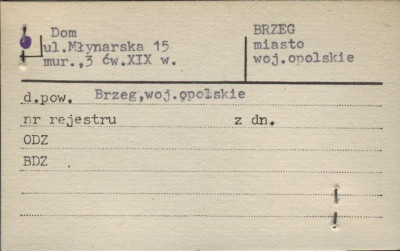 Dom
ul.Młynarska 15
mur.,3 ćw.XIX w.
BRZEG
miasto
woj.opolskie
d.pow. Brzeg,woj.opolskie
nr rejestru z dn.
ODZ
BDZ